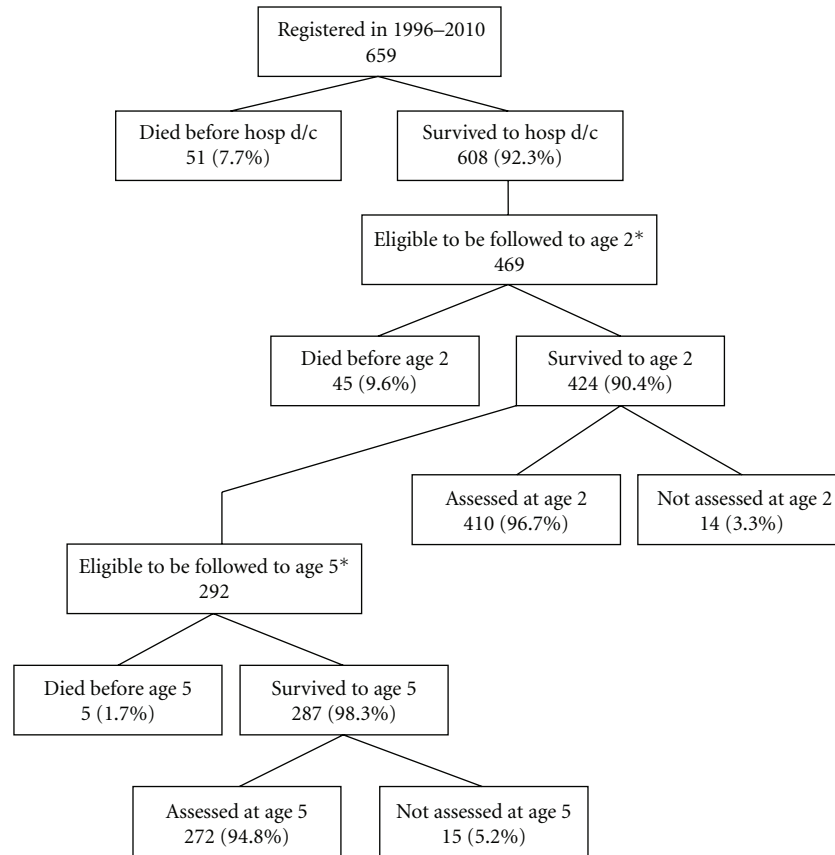 Registered in 1996–2010
659
Died before hosp d/c
51 (7.7%)
Survived to hosp d/c
608 (92.3%)
Eligible to be followed to age 2*
469
Died before age 2
45 (9.6%)
Survived to age 2
424 (90.4%)
Assessed at age 2
410 (96.7%)
Not assessed at age 2
14 (3.3%)
Eligible to be followed to age 5*
292
Died before age 5
5 (1.7%)
Survived to age 5
287 (98.3%)
Assessed at age 5
272 (94.8%)
Not assessed at age 5
15 (5.2%)